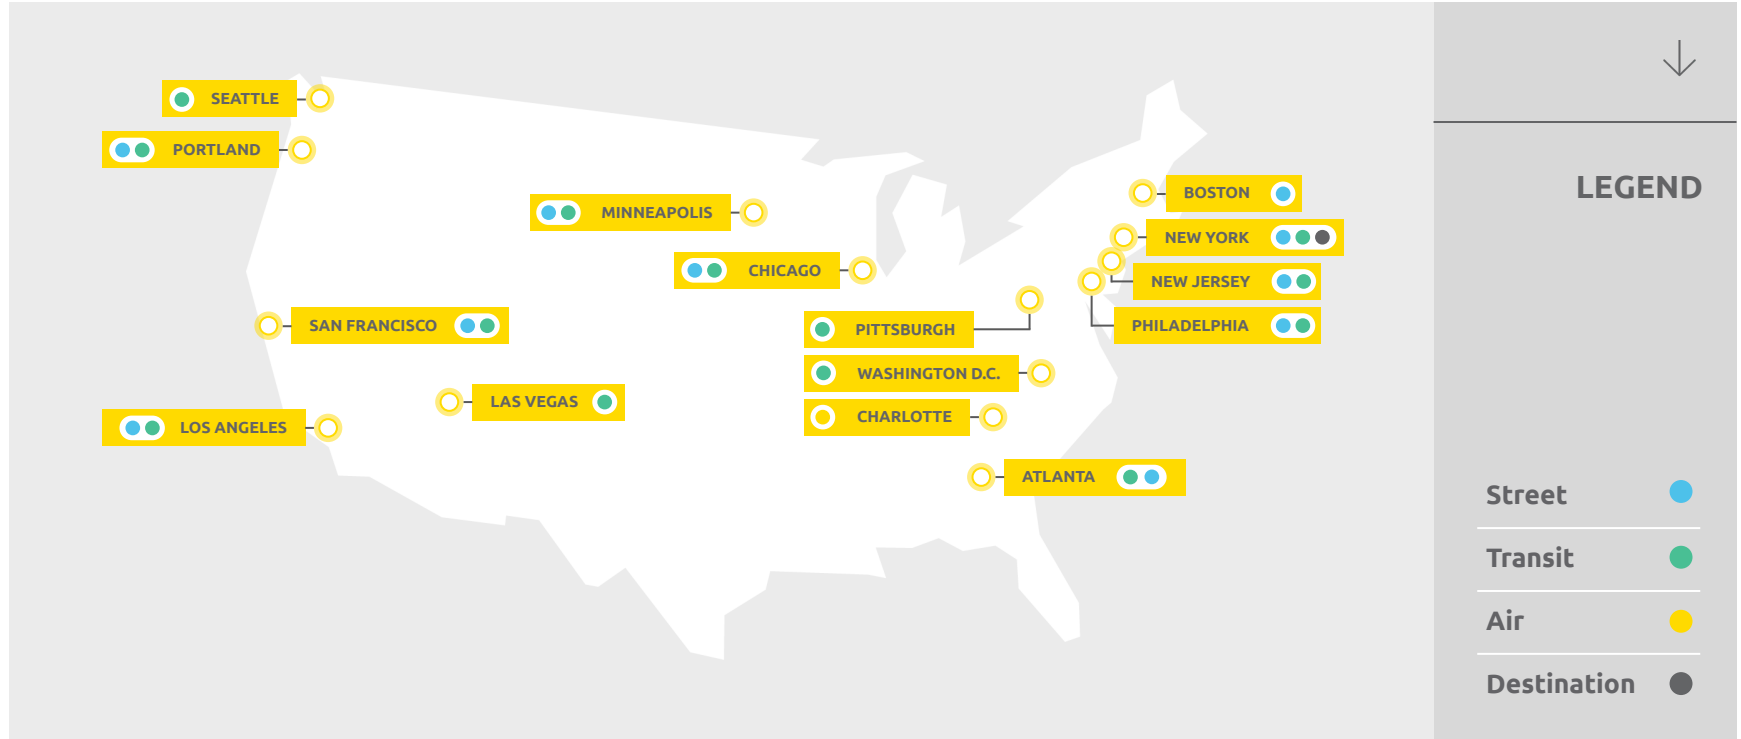 SEATTLE
PORTLAND
MINNEAPOLIS
CHICAGO
SAN FRANCISCO
LAS VEGAS
LOS ANGELES
BOSTON
NEW YORK
NEW JERSEY
PHILADELPHIA
PITTSBURGH
WASHINGTON D.C.
CHARLOTTE
ATLANTA
LEGEND
Street
Transit
Air
Destination